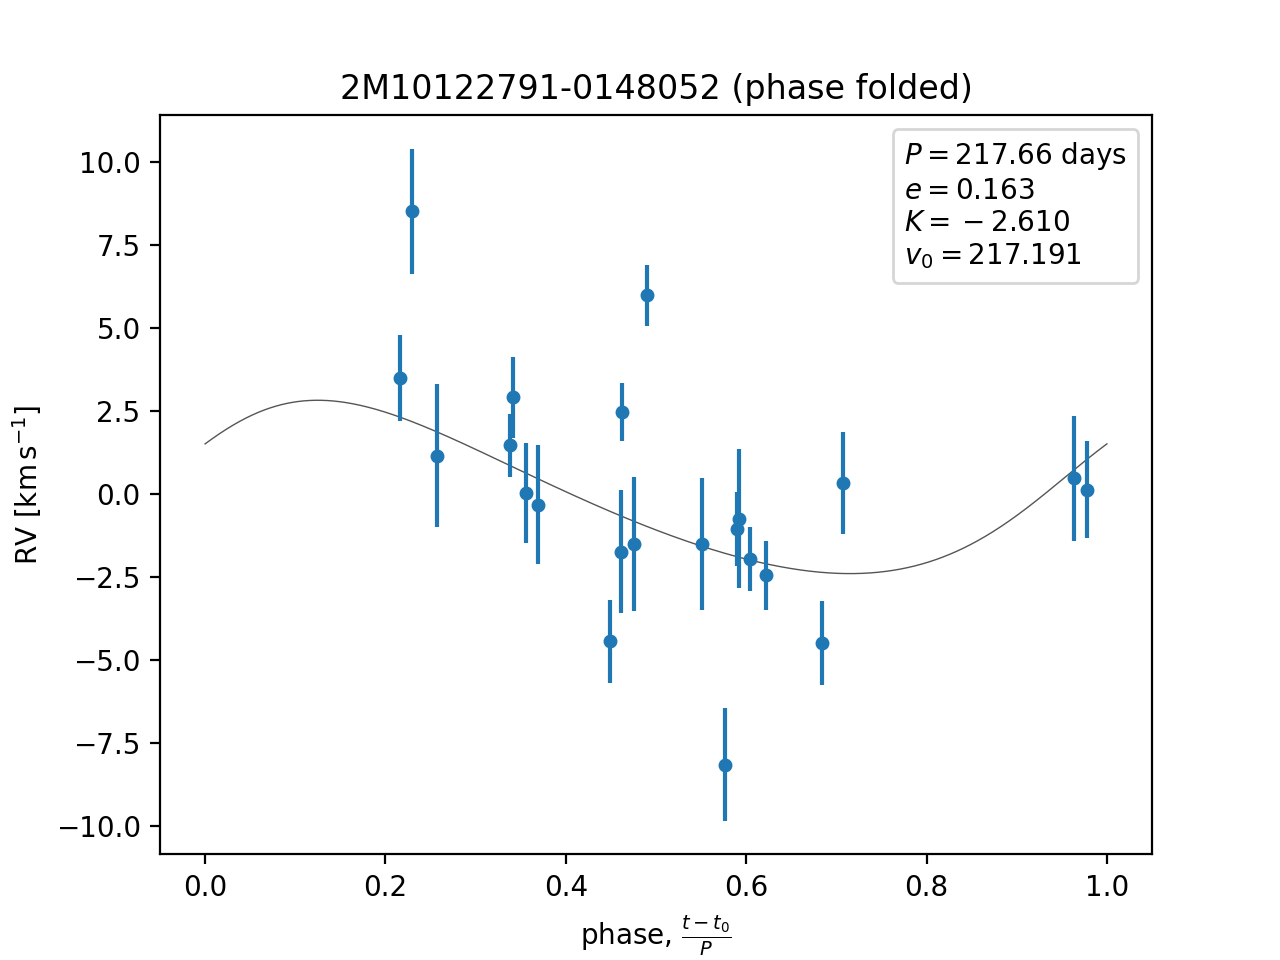 2M10122791-0148052 (phase folded)
P = 217.66 days
e = 0.163
K = −2.610
v₀ = 217.191
RV [km s⁻¹]
10.0
7.5
5.0
2.5
0.0
−2.5
−5.0
−7.5
−10.0
0.0 0.2 0.4 0.6 0.8 1.0
phase, (t − t₀)/P